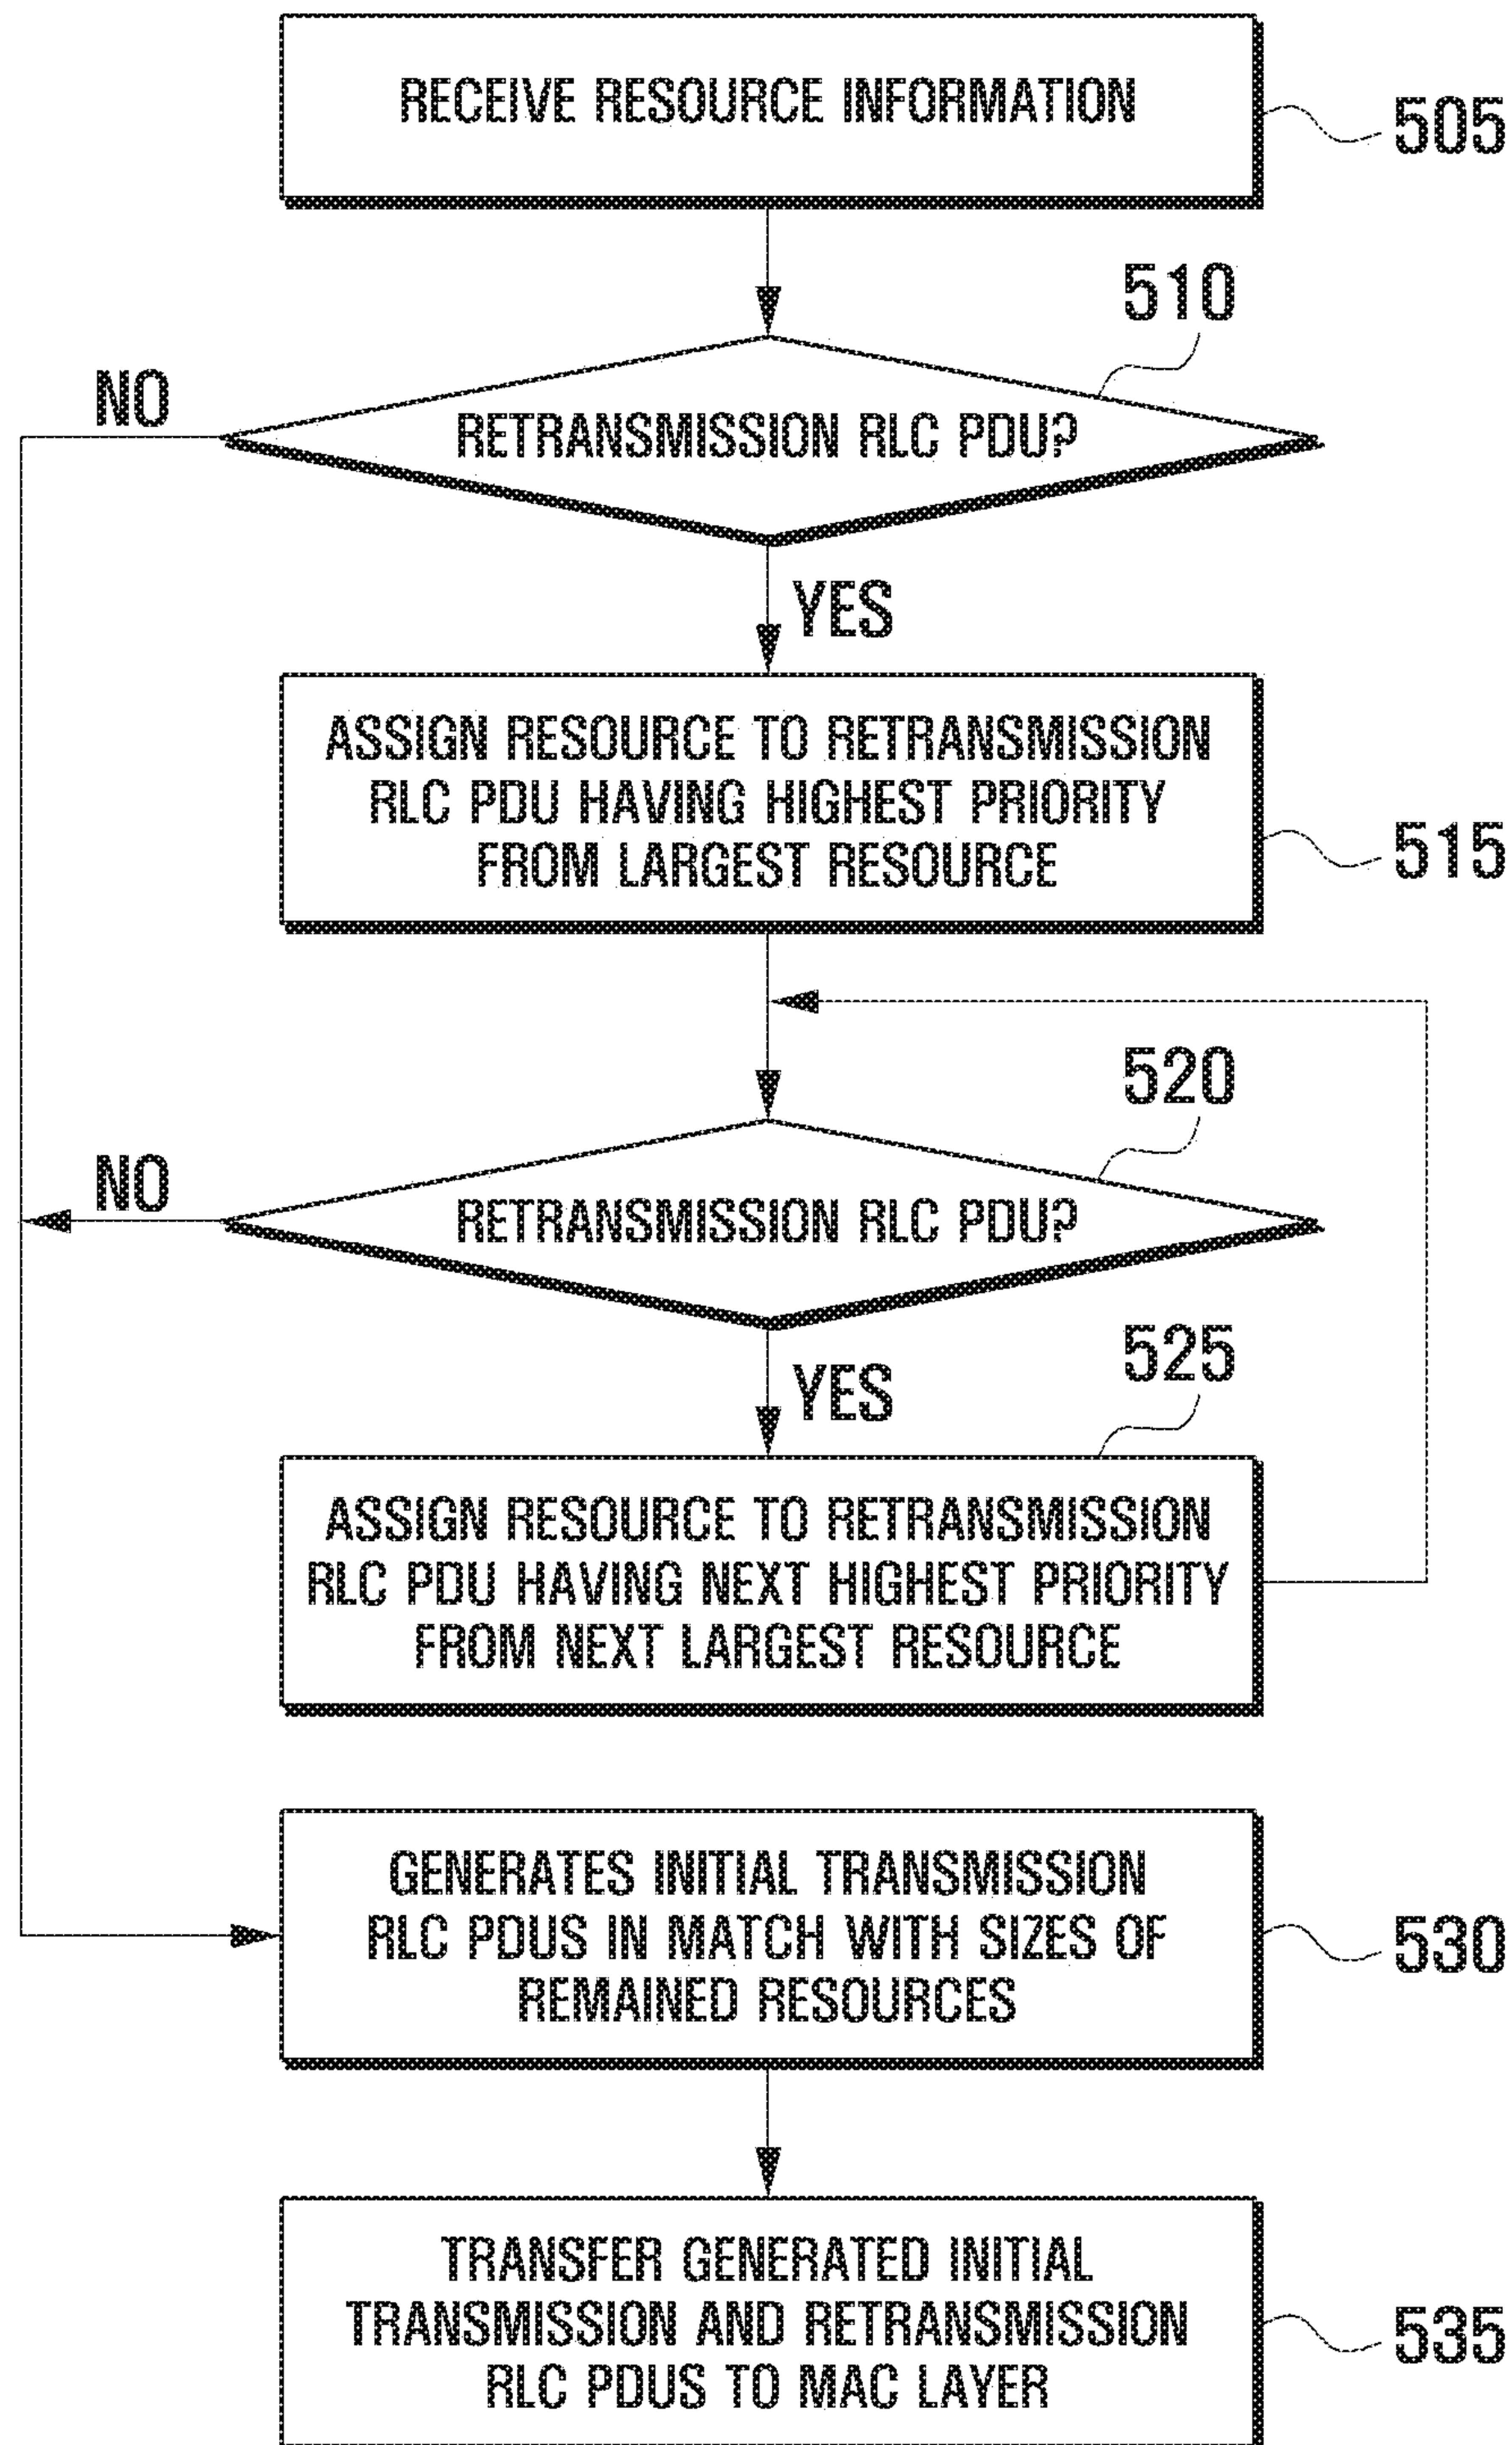 RECEIVE RESOURCE INFORMATION
505
510
NO
RETRANSMISSION RLC PDU?
YES
ASSIGN RESOURCE TO RETRANSMISSION
RLC PDU HAVING HIGHEST PRIORITY
FROM LARGEST RESOURCE
515
520
NO
RETRANSMISSION RLC PDU?
YES
525
ASSIGN RESOURCE TO RETRANSMISSION
RLC PDU HAVING NEXT HIGHEST PRIORITY
FROM NEXT LARGEST RESOURCE
GENERATES INITIAL TRANSMISSION
RLC PDUS IN MATCH WITH SIZES OF
REMAINED RESOURCES
530
TRANSFER GENERATED INITIAL
TRANSMISSION AND RETRANSMISSION
RLC PDUS TO MAC LAYER
535